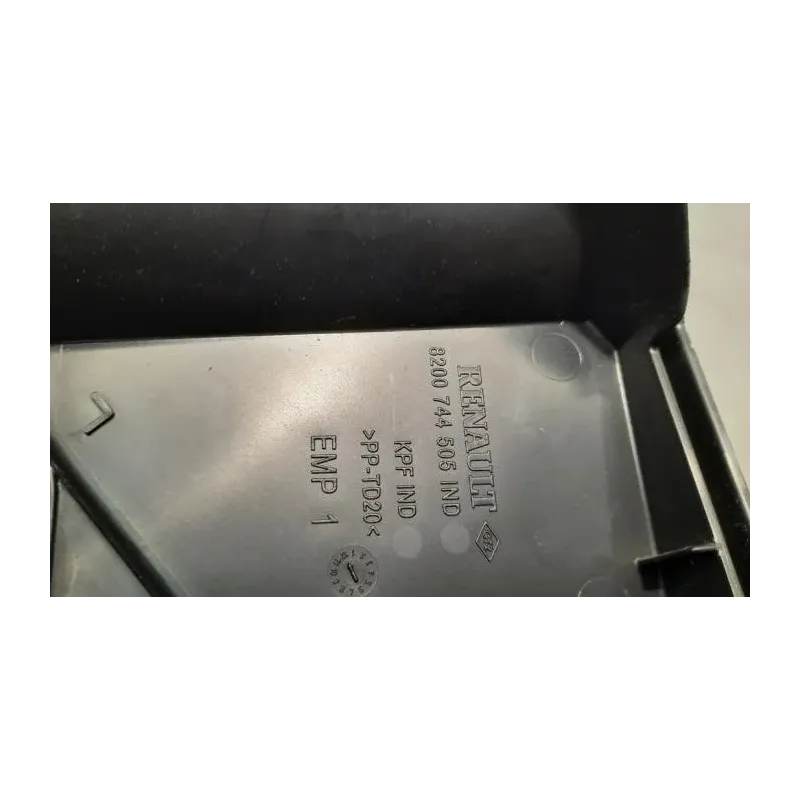 RENAULT
8200 744 505 IND
KPF IND
>PP-TD20<
EMP 1